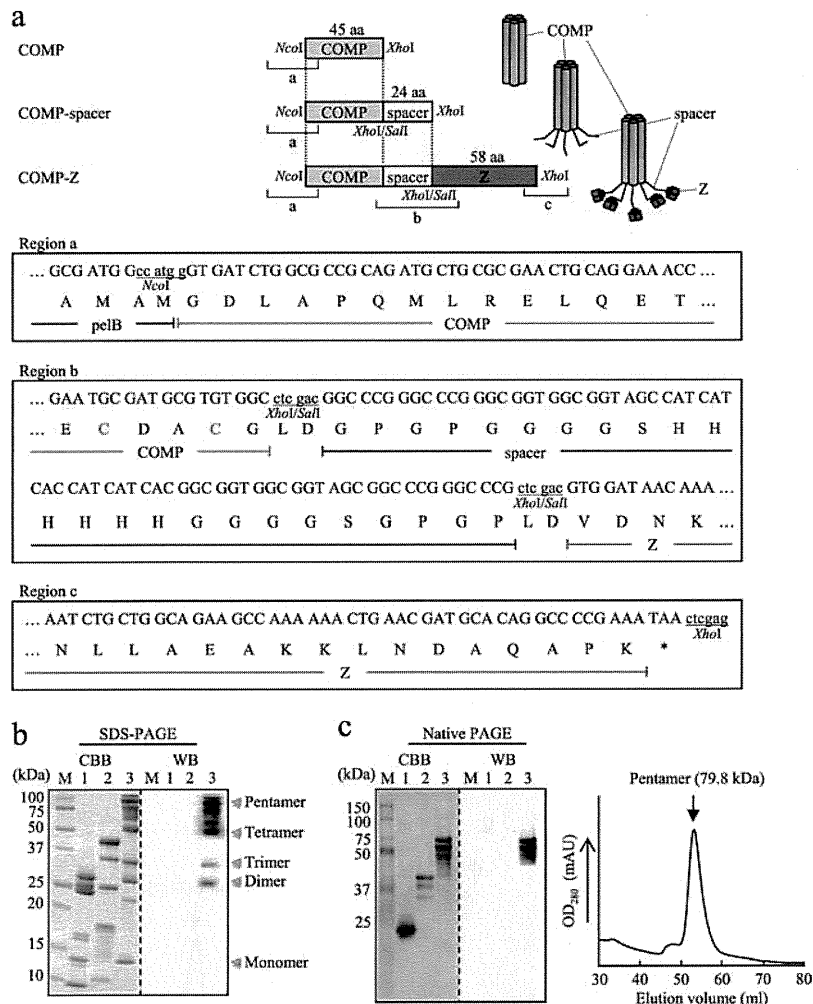 a
45 aa
COMP
NcoI COMP XhoI
a
COMP
24 aa
COMP-spacer
NcoI COMP spacer XhoI
a
XhoI/SalI
spacer
58 aa
COMP-Z
NcoI COMP spacer Z XhoI
a
XhoI/SalI
b
c
Z
Region a
... GCG ATG Gcc atg gGT GAT CTG GCG CCG CAG ATG CTG CGC GAA CTG CAG GAA ACC ...
NcoI
A M A M G D L A P Q M L R E L Q E T ...
pelB COMP
Region b
... GAA TGC GAT GCG TGT GGC ctc gac GGC CCG GGC CCG GGC GGT GGC GGT AGC CAT CAT
XhoI/SalI
... E C D A C G L D G P G P G G G G S H H
COMP spacer
CAC CAT CAT CAC GGC GGT GGC GGT AGC GGC CCG GGC CCG ctc gac GTG GAT AAC AAA ...
XhoI/SalI
H H H H G G G G S G P G P L D V D N K ...
Z
Region c
... AAT CTG CTG GCA GAA GCC AAA AAA CTG AAC GAT GCA CAG GCC CCG AAA TAA ctcgag
XhoI
... N L L A E A K K L N D A Q A P K *
Z
b
SDS-PAGE
CBB WB
(kDa) M 1 2 3 M 1 2 3
100
75
50
37
25
20
15
10
Pentamer
Tetramer
Trimer
Dimer
Monomer
c
Native PAGE
CBB WB
(kDa) M 1 2 3 M 1 2 3
150
100
75
50
37
25
Pentamer (79.8 kDa)
OD280 (mAU)
30 40 50 60 70 80
Elution volume (ml)